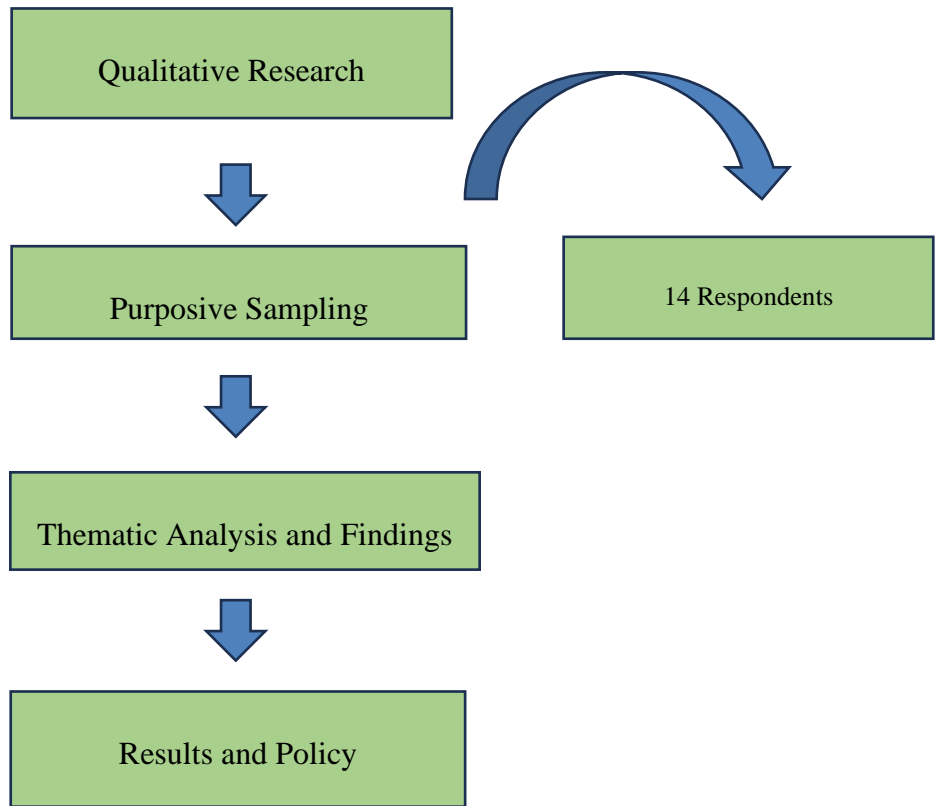 Qualitative Research
Purposive Sampling
14 Respondents
Thematic Analysis and Findings
Results and Policy